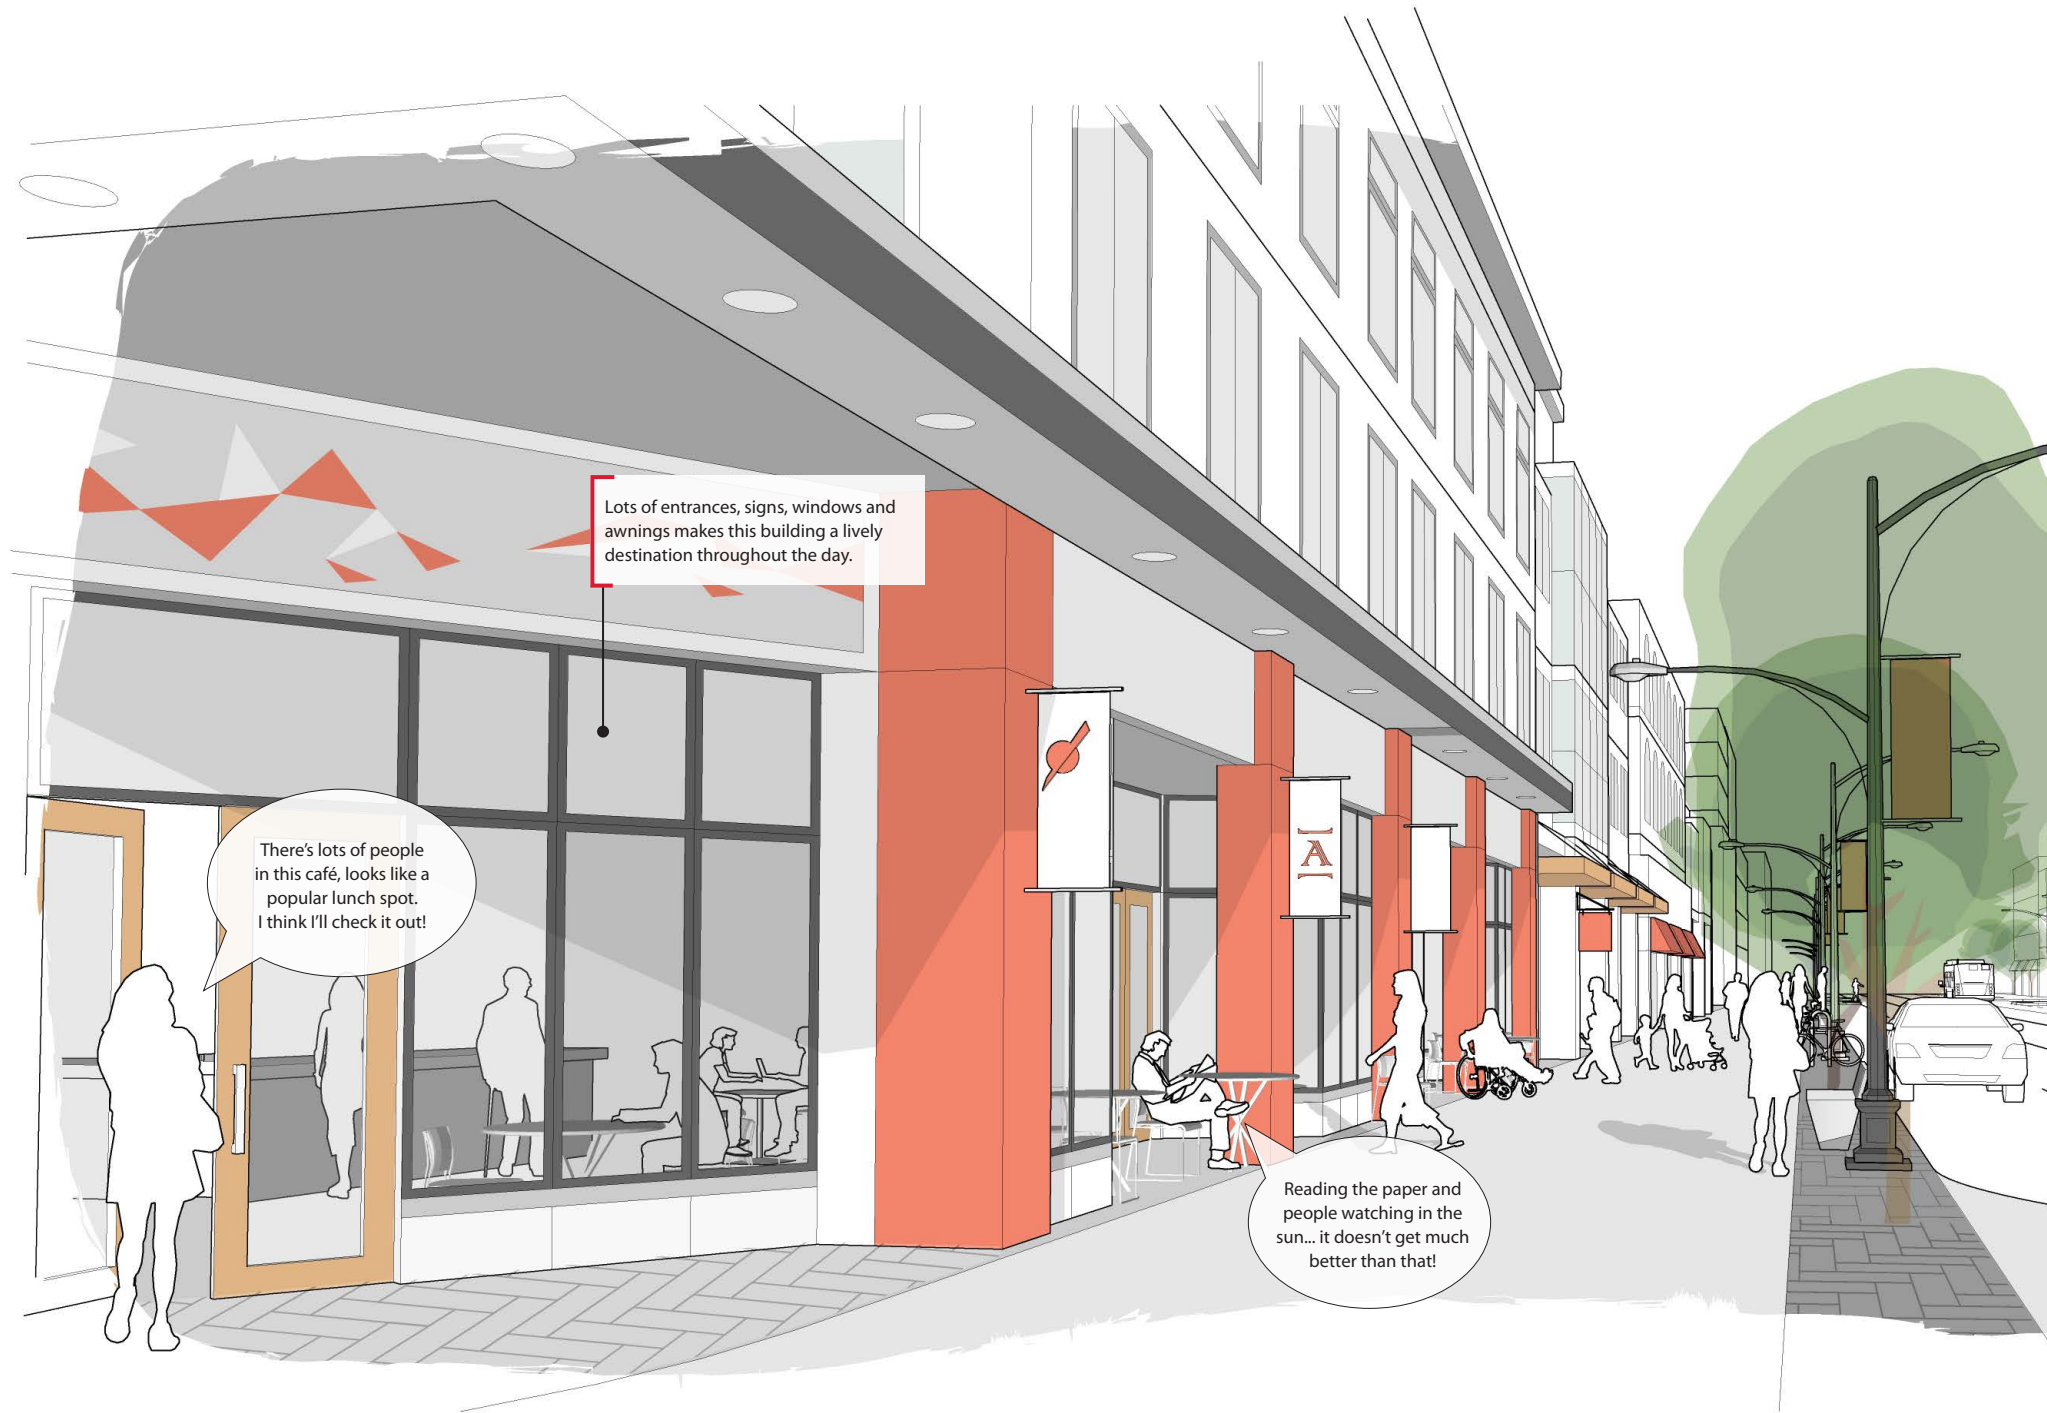 Lots of entrances, signs, windows and
awnings makes this building a lively
destination throughout the day.
There’s lots of people
in this café, looks like a
popular lunch spot.
I think I’ll check it out!
A
Reading the paper and
people watching in the
sun... it doesn’t get much
better than that!